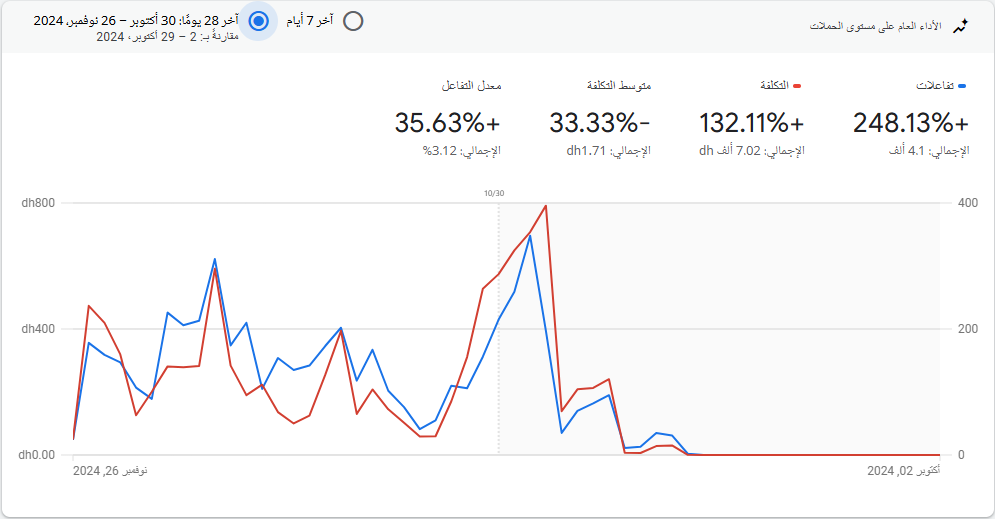 الأداء العام على مستوى الحملات
آخر 7 أيام
آخر 28 يومًا: 30 أكتوبر – 26 نوفمبر, 2024
مقارنةً بـ: 2 – 29 أكتوبر، 2024
تفاعلات
+248.13%
الإجمالي: 4.1 ألف
التكلفة
+132.11%
الإجمالي: 7.02 ألف dh
متوسط التكلفة
-33.33%
الإجمالي: dh1.71
معدل التفاعل
+35.63%
الإجمالي: 3.12%
10/30
400
200
0
dh800
dh400
dh0.00
أكتوبر 02, 2024
نوفمبر 26, 2024